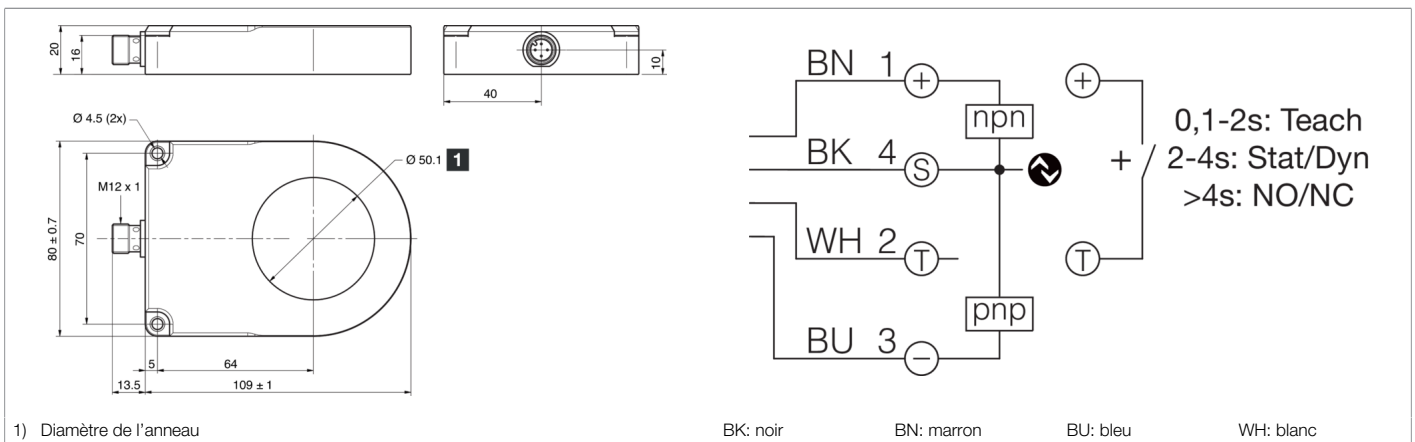 20
16
10
40
Ø 4.5 (2x)
Ø 50.1 1
M12 x 1
80 ± 0.7
70
5
64
13.5
109 ± 1
BN 1 + +
npn
0,1-2s: Teach
BK 4 S + 2-4s: Stat/Dyn
>4s: NO/NC
WH 2 T T
pnp
BU 3 −
1) Diamètre de l'anneau
BK: noir BN: marron BU: bleu WH: blanc